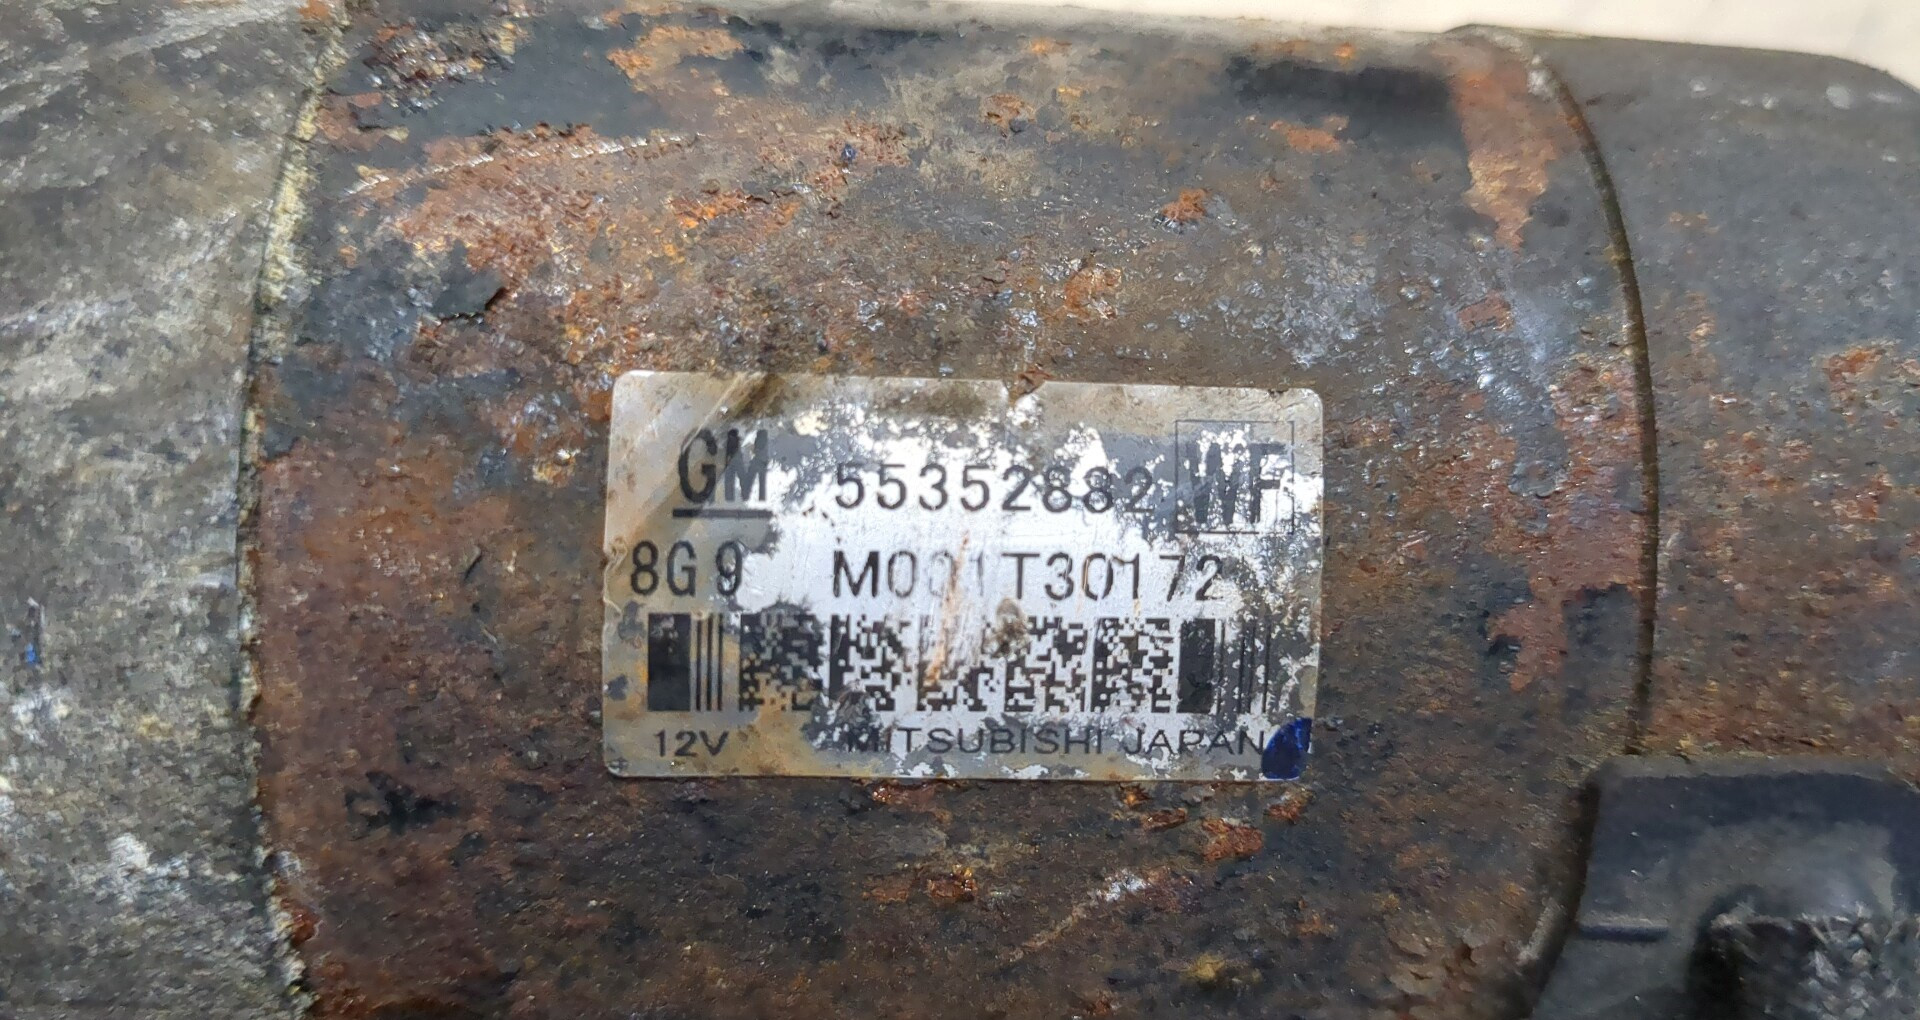 GM 55352882 WF
8G9 M001T30172
12V MITSUBISHI JAPAN